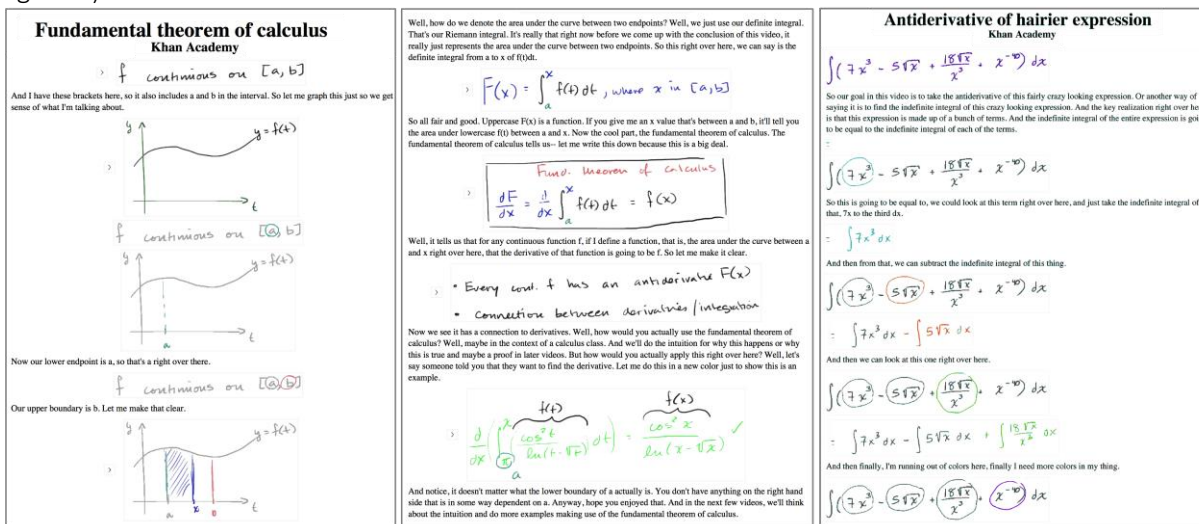 Fundamental theorem of calculus
Khan Academy
f continuous on [a,b]
And I have these brackets here, so it also includes a and b in the interval. So let me graph this just so we get
sense of what I'm talking about.
y
y = f(t)
t
f continuous on [a, b]
y
y = f(t)
a
t
Now our lower endpoint is a, so that's a right over there.
f continuous on [a, b]
Our upper boundary is b. Let me make that clear.
y
y = f(t)
a x b t
Well, how do we denote the area under the curve between two endpoints? Well, we just use our definite integral.
That's our Riemann integral. It's really that right now before we come up with the conclusion of this video, it
really just represents the area under the curve between two endpoints. So this right over here, we can say is the
definite integral from a to x of f(t)dt.
F(x) = ∫ₐˣ f(t) dt, where x in [a,b]
So all fair and good. Uppercase F(x) is a function. If you give me an x value that's between a and b, it'll tell you
the area under lowercase f(t) between a and x. Now the cool part, the fundamental theorem of calculus. The
fundamental theorem of calculus tells us-- let me write this down because this is a big deal.
Fund. theorem of calculus
dF/dx = d/dx ∫ₐˣ f(t) dt = f(x)
Well, it tells us that for any continuous function f, if I define a function, that is, the area under the curve between a
and x right over here, that the derivative of that function is going to be f. So let me make it clear.
• Every cont. f has an antiderivative F(x)
• Connection between derivatives/integration
Now we see it has a connection to derivatives. Well, how would you actually use the fundamental theorem of
calculus? Well, maybe in the context of a calculus class. And we'll do the intuition for why this happens or why
this is true and maybe a proof in later videos. But how would you actually apply this right over here? Well, let's
say someone told you that they want to find the derivative. Let me do this in a new color just to show this is an
example.
f(t) f(x)
d/dx (∫_π^x (cos² t / ln(t - √t)) dt) = cos² x / ln(x - √x) ✓
a
And notice, it doesn't matter what the lower boundary of a actually is. You don't have anything on the right hand
side that is in some way dependent on a. Anyway, hope you enjoyed that. And in the next few videos, we'll think
about the intuition and do more examples making use of the fundamental theorem of calculus.
Antiderivative of hairier expression
Khan Academy
∫(7x³ - 5√x + 18√x/x³ + x⁻⁴⁰) dx
So our goal in this video is to take the antiderivative of this fairly crazy looking expression. Or another way of
saying it is to find the indefinite integral of this crazy looking expression. And the key realization right over he
is that this expression is made up of a bunch of terms. And the indefinite integral of the entire expression is goi
to be equal to the indefinite integral of each of the terms.
:
∫(7x³ - 5√x + 18√x/x³ + x⁻⁴⁰) dx
So this is going to be equal to, we could look at this term right over here, and just take the indefinite integral of
that, 7x to the third dx.
= ∫7x³ dx
And then from that, we can subtract the indefinite integral of this thing.
∫(7x³ - 5√x + 18√x/x³ + x⁻⁴⁰) dx
= ∫7x³ dx - ∫5√x dx
And then we can look at this one right over here.
∫(7x³ - 5√x + 18√x/x³ + x⁻⁴⁰) dx
= ∫7x³ dx - ∫5√x dx + ∫18√x/x³ dx
And then finally, I'm running out of colors here, finally I need more colors in my thing.
∫(7x³ - 5√x + 18√x/x³ + x⁻⁴⁰) dx